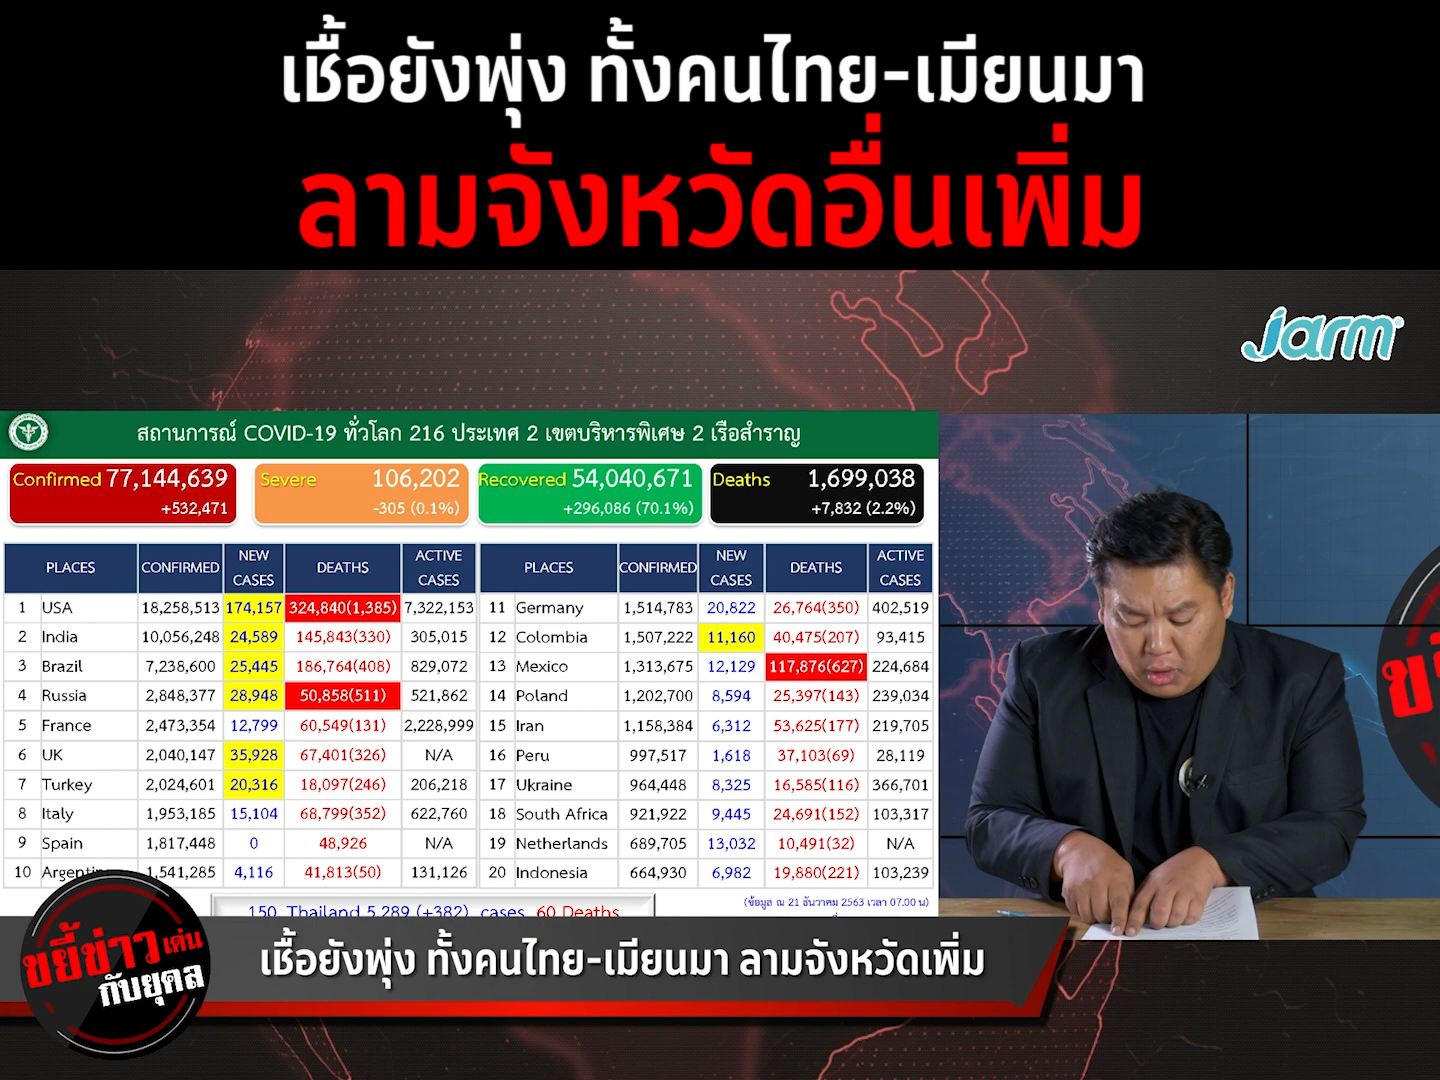 เชื้อยังพุ่ง ทั้งคนไทย-เมียนมา
ลามจังหวัดอื่นเพิ่ม
jarm
สถานการณ์ COVID-19 ทั่วโลก 216 ประเทศ 2 เขตบริหารพิเศษ 2 เรือสำราญ
Confirmed 77,144,639 +532,471
Severe 106,202 -305 (0.1%)
Recovered 54,040,671 +296,086 (70.1%)
Deaths 1,699,038 +7,832 (2.2%)
PLACES CONFIRMED NEW CASES DEATHS ACTIVE CASES
1 USA 18,258,513 174,157 324,840(1,385) 7,322,153
2 India 10,056,248 24,589 145,843(330) 305,015
3 Brazil 7,238,600 25,445 186,764(408) 829,072
4 Russia 2,848,377 28,948 50,858(511) 521,862
5 France 2,473,354 12,799 60,549(131) 2,228,999
6 UK 2,040,147 35,928 67,401(326) N/A
7 Turkey 2,024,601 20,316 18,097(246) 206,218
8 Italy 1,953,185 15,104 68,799(352) 622,760
9 Spain 1,817,448 0 48,926 N/A
10 Argentina 1,541,285 4,116 41,813(50) 131,126
PLACES CONFIRMED NEW CASES DEATHS ACTIVE CASES
11 Germany 1,514,783 20,822 26,764(350) 402,519
12 Colombia 1,507,222 11,160 40,475(207) 93,415
13 Mexico 1,313,675 12,129 117,876(627) 224,684
14 Poland 1,202,700 8,594 25,397(143) 239,034
15 Iran 1,158,384 6,312 53,625(177) 219,705
16 Peru 997,517 1,618 37,103(69) 28,119
17 Ukraine 964,448 8,325 16,585(116) 366,701
18 South Africa 921,922 9,445 24,691(152) 103,317
19 Netherlands 689,705 13,032 10,491(32) N/A
20 Indonesia 664,930 6,982 19,880(221) 103,239
150 Thailand 5,289 (+382) cases 60 Deaths
(ข้อมูล ณ 21 ธันวาคม 2563 เวลา 07.00 น)
ขยี้ข่าวเด่น
กับยุคล
เชื้อยังพุ่ง ทั้งคนไทย-เมียนมา ลามจังหวัดเพิ่ม